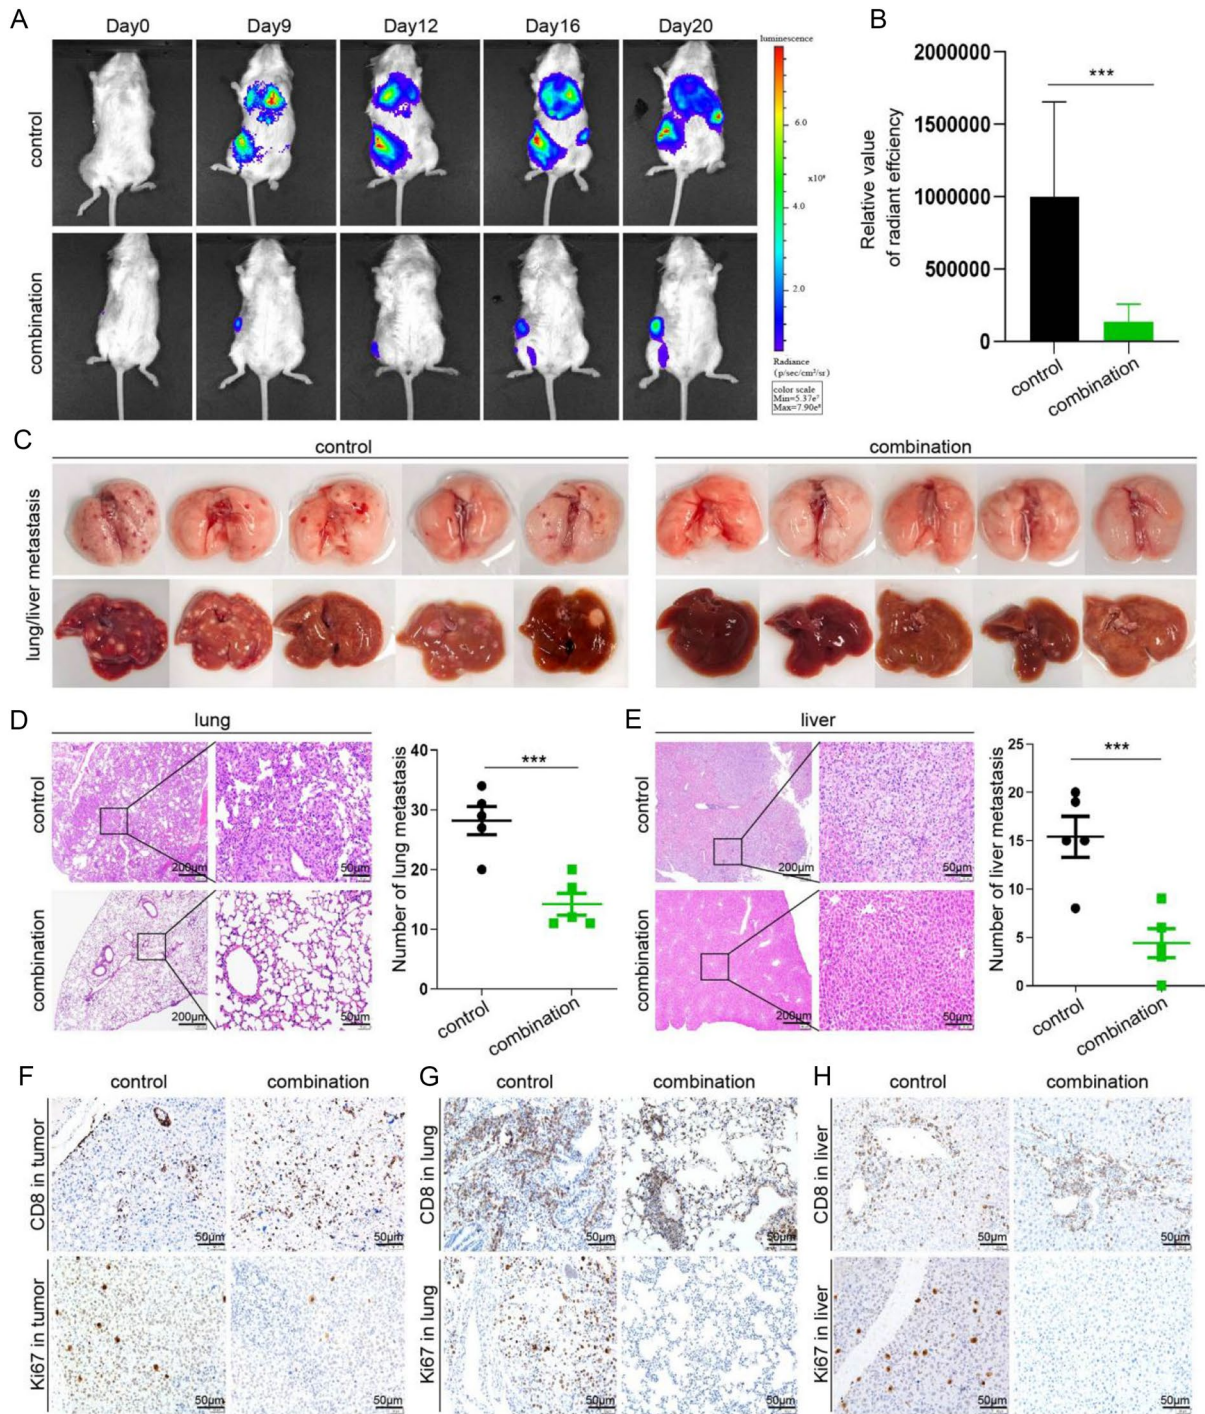 A
Day0 Day9 Day12 Day16 Day20
control
combination
luminescence
6.0
x10⁸
4.0
2.0
Radiance
(p/sec/cm²/sr)
color scale
Min=5.37e⁷
Max=7.90e⁸
B
Relative value
of radiant effciency
2000000
1500000
1000000
500000
0
***
control
combination
C
control combination
lung/liver metastasis
D
lung
control
combination
200μm 50μm
200μm 50μm
Number of lung metastasis
40
30
20
10
0
***
control
combination
E
liver
control
combination
200μm 50μm
200μm 50μm
Number of liver metastasis
25
20
15
10
5
0
***
control
combination
F
control combination
CD8 in tumor
50μm 50μm
Ki67 in tumor
50μm 50μm
G
control combination
CD8 in lung
50μm 50μm
Ki67 in lung
50μm 50μm
H
control combination
CD8 in liver
50μm 50μm
Ki67 in liver
50μm 50μm